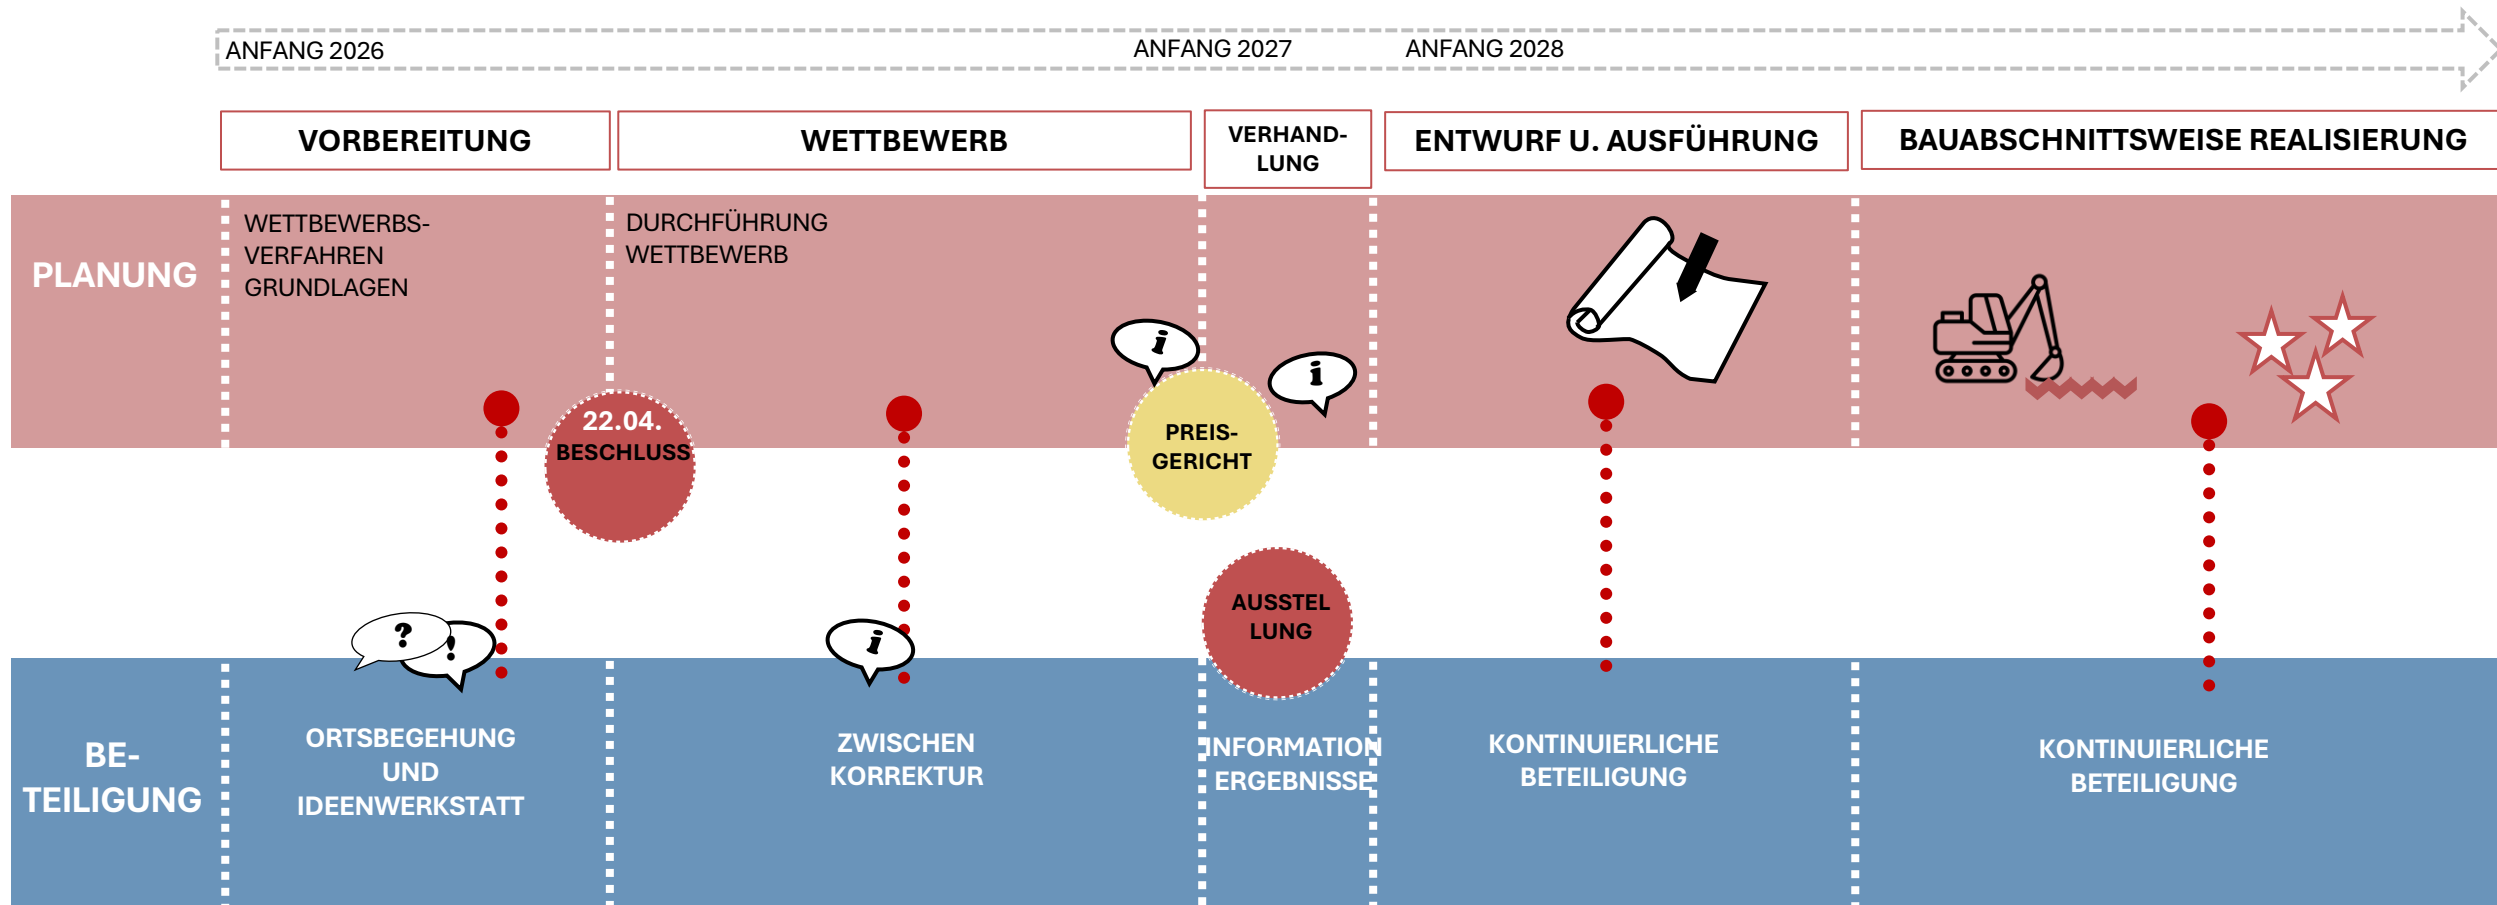 ANFANG 2026
ANFANG 2027
ANFANG 2028
VORBEREITUNG
WETTBEWERB
VERHAND-
LUNG
ENTWURF U. AUSFÜHRUNG
BAUABSCHNITTSWEISE REALISIERUNG
PLANUNG
WETTBEWERBS-
VERFAHREN
GRUNDLAGEN
DURCHFÜHRUNG
WETTBEWERB
i
i
22.04.
BESCHLUSS
PREIS-
GERICHT
AUSSTEL
LUNG
?
!
i
BE-
TEILIGUNG
ORTSBEGEHUNG
UND
IDEENWERKSTATT
ZWISCHEN
KORREKTUR
INFORMATION
ERGEBNISSE
KONTINUIERLICHE
BETEILIGUNG
KONTINUIERLICHE
BETEILIGUNG